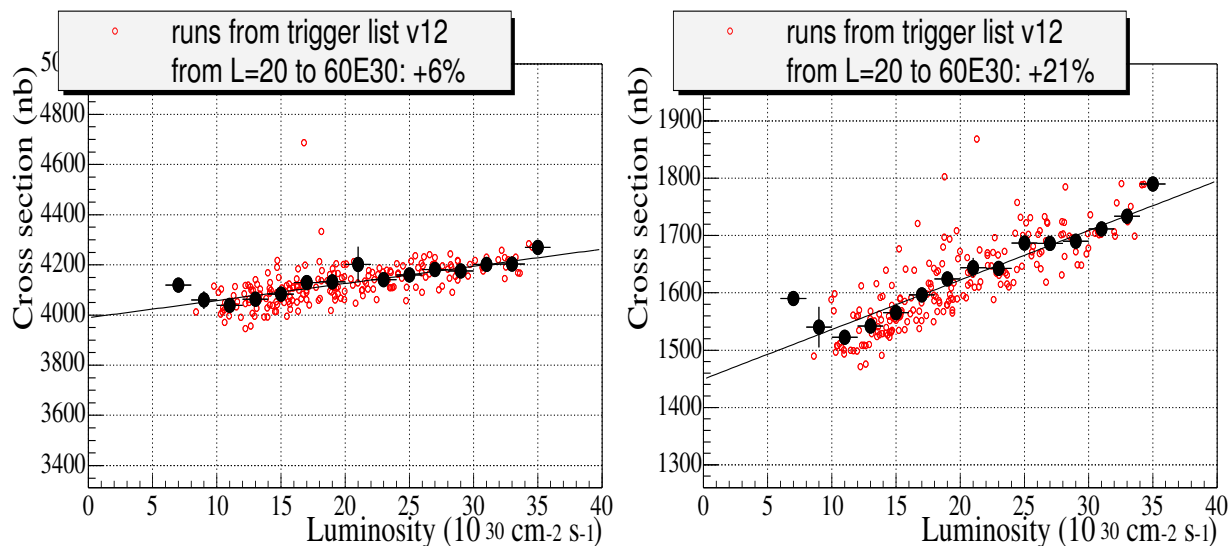 runs from trigger list v12
from L=20 to 60E30: +6%
Cross section (nb)
4800
4600
4400
4200
4000
3800
3600
3400
0 5 10 15 20 25 30 35 40
Luminosity (10 30 cm-2 s-1)
runs from trigger list v12
from L=20 to 60E30: +21%
Cross section (nb)
1900
1800
1700
1600
1500
1400
1300
0 5 10 15 20 25 30 35 40
Luminosity (10 30 cm-2 s-1)